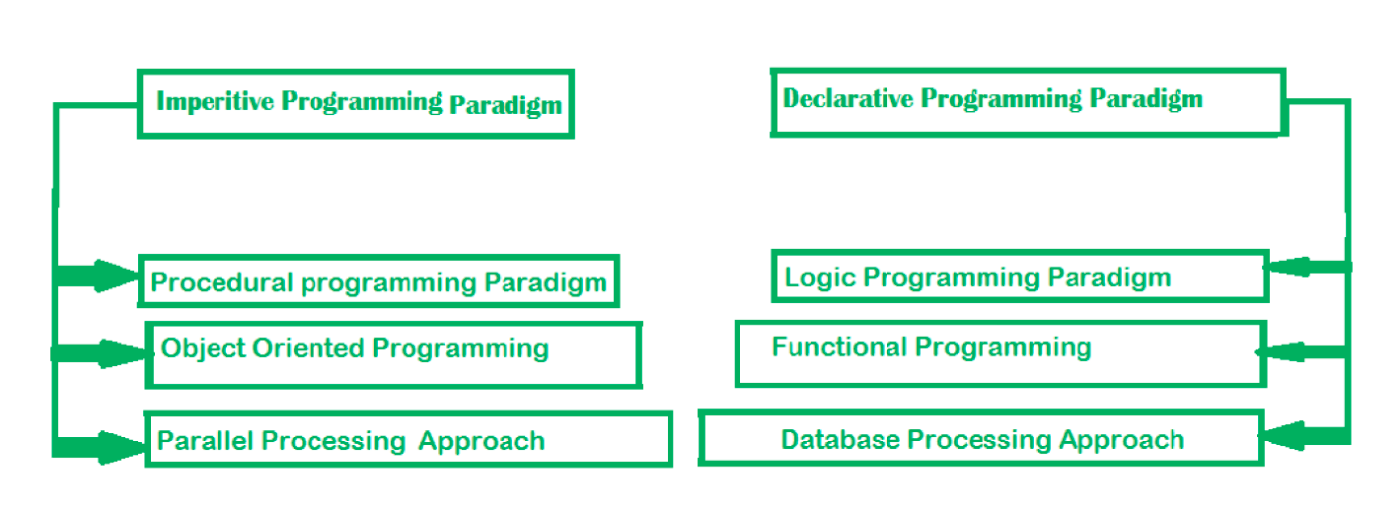 Imperitive Programming Paradigm
Procedural programming Paradigm
Object Oriented Programming
Parallel Processing Approach
Declarative Programming Paradigm
Logic Programming Paradigm
Functional Programming
Database Processing Approach